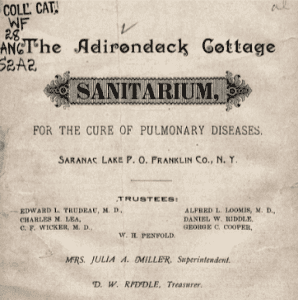 COLL. CAT.
WF
28
ANG
S2A2
The Adirondack Cottage
SANITARIUM,
FOR THE CURE OF PULMONARY DISEASES.
SARANAC LAKE P. O. FRANKLIN CO., N. Y.
TRUSTEES:
EDWARD L. TRUDEAU, M. D., ALFRED L. LOOMIS, M. D.,
CHARLES M. LEA, DANIEL W. RIDDLE,
C. F. WICKER, M. D., GEORGE C. COOPER,
W. H. PENFOLD.
MRS. JULIA A. MILLER, Superintendent.
D. W. RIDDLE, Treasurer.